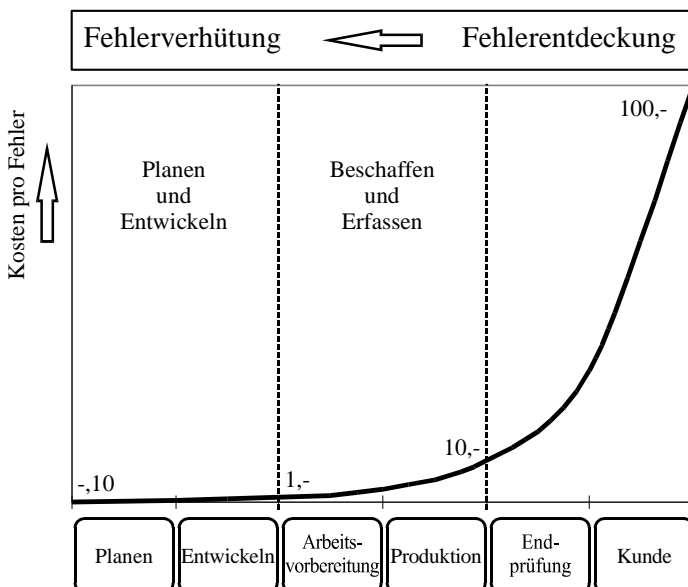 Fehlerverhütung Fehlerentdeckung
Kosten pro Fehler
100,-
Planen
und
Entwickeln
Beschaffen
und
Erfassen
10,-
-,10
1,-
Planen
Entwickeln
Arbeits-
vorbereitung
Produktion
End-
prüfung
Kunde